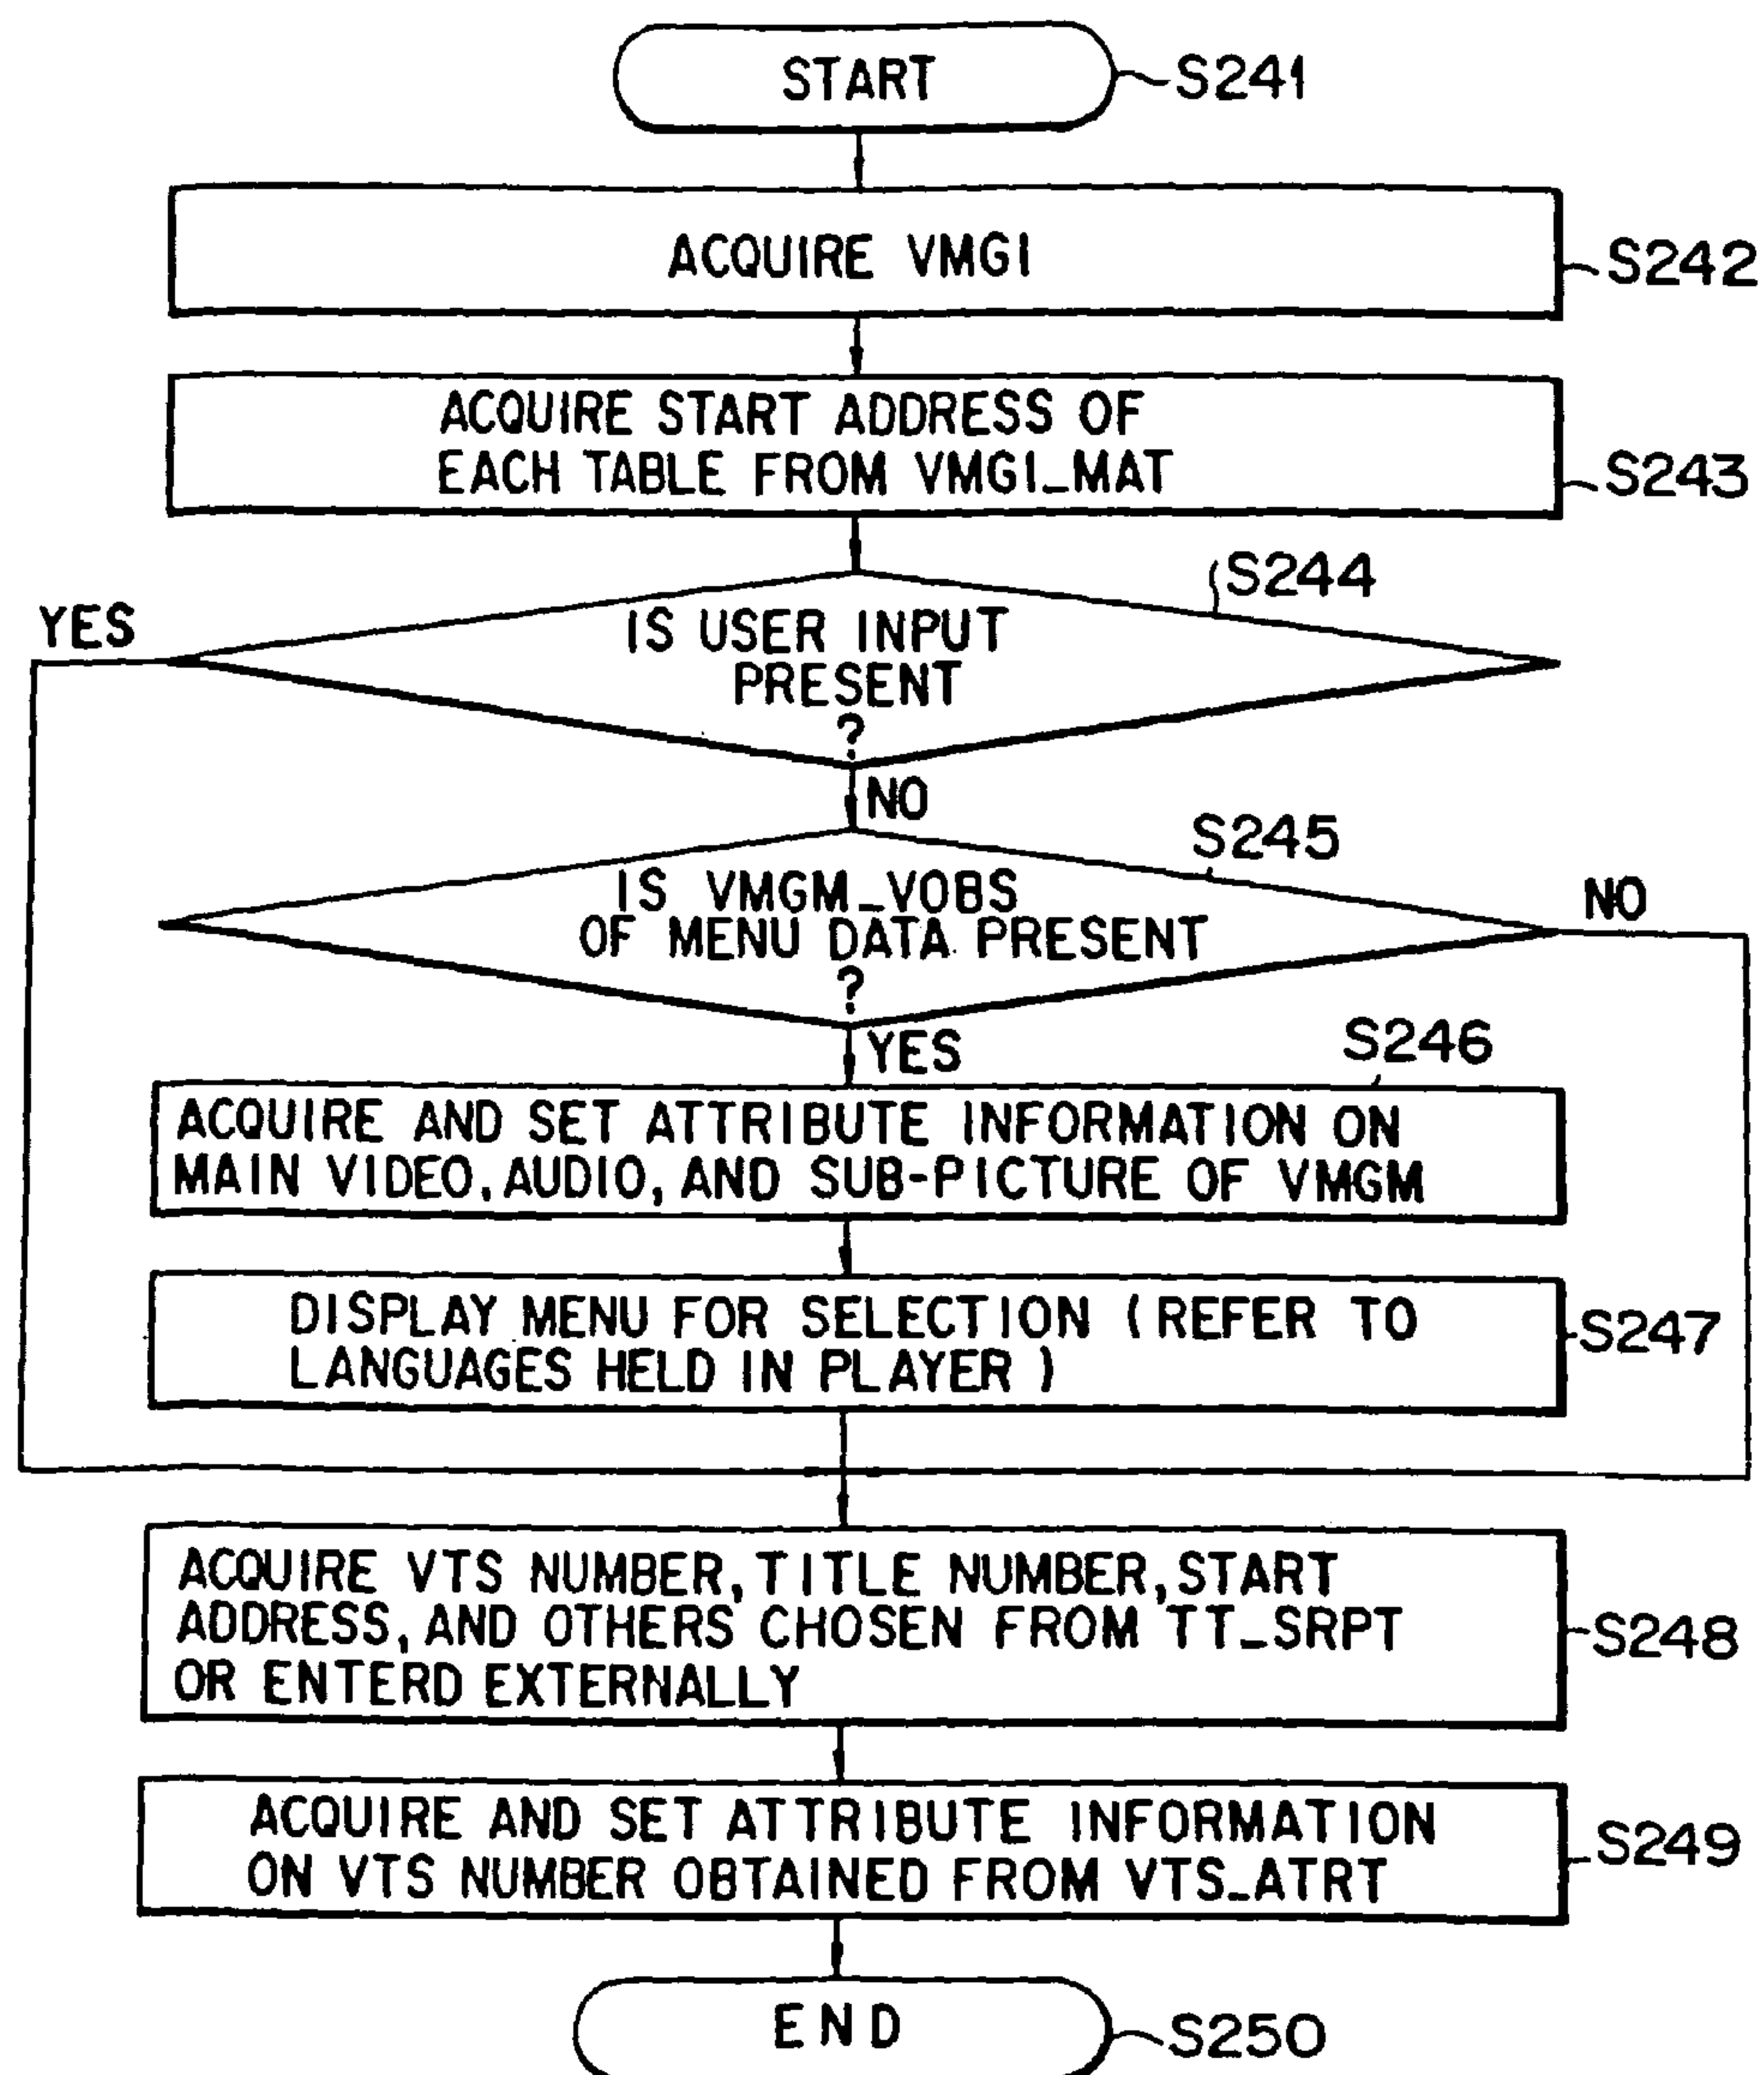 START
S241
ACQUIRE VMGI
S242
ACQUIRE START ADDRESS OF
EACH TABLE FROM VMGI_MAT
S243
S244
YES
IS USER INPUT
PRESENT
?
NO
S245
IS VMGM_VOBS
OF MENU DATA PRESENT
?
NO
YES
S246
ACQUIRE AND SET ATTRIBUTE INFORMATION ON
MAIN VIDEO, AUDIO, AND SUB-PICTURE OF VMGM
DISPLAY MENU FOR SELECTION (REFER TO
LANGUAGES HELD IN PLAYER)
S247
ACQUIRE VTS NUMBER, TITLE NUMBER, START
ADDRESS, AND OTHERS CHOSEN FROM TT_SRPT
OR ENTERD EXTERNALLY
S248
ACQUIRE AND SET ATTRIBUTE INFORMATION
ON VTS NUMBER OBTAINED FROM VTS_ATRT
S249
END
S250